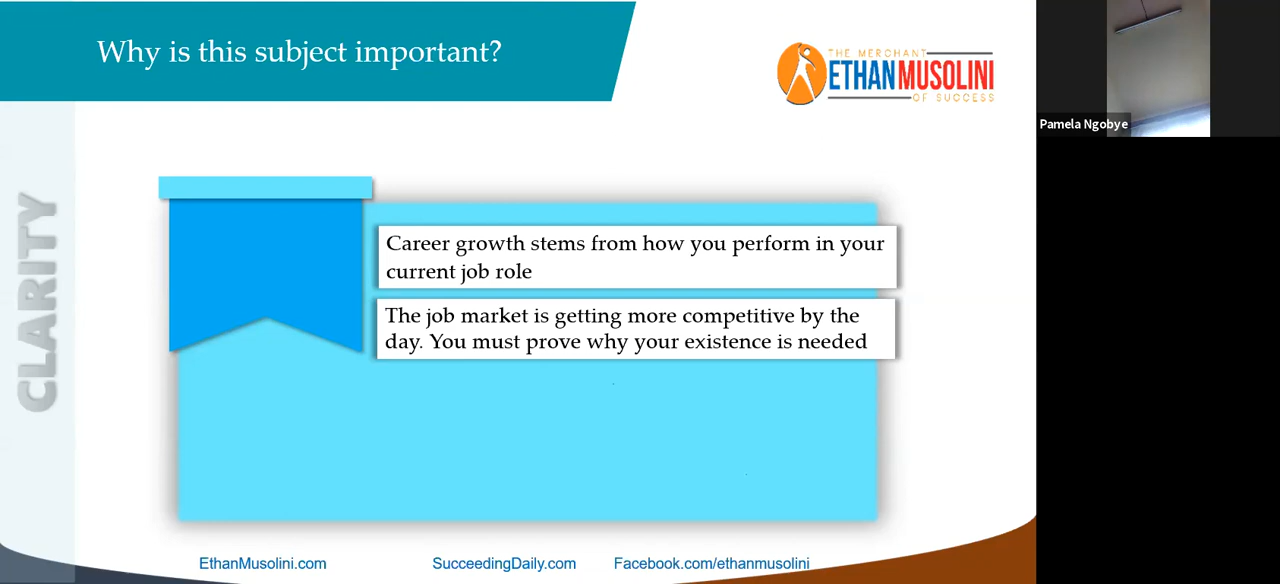 Why is this subject important?
THE MERCHANT
ETHANMUSOLINI
OF SUCCESS
Pamela Ngobye
CLARITY
Career growth stems from how you perform in your
current job role
The job market is getting more competitive by the
day. You must prove why your existence is needed
EthanMusolini.com
SucceedingDaily.com
Facebook.com/ethanmusolini